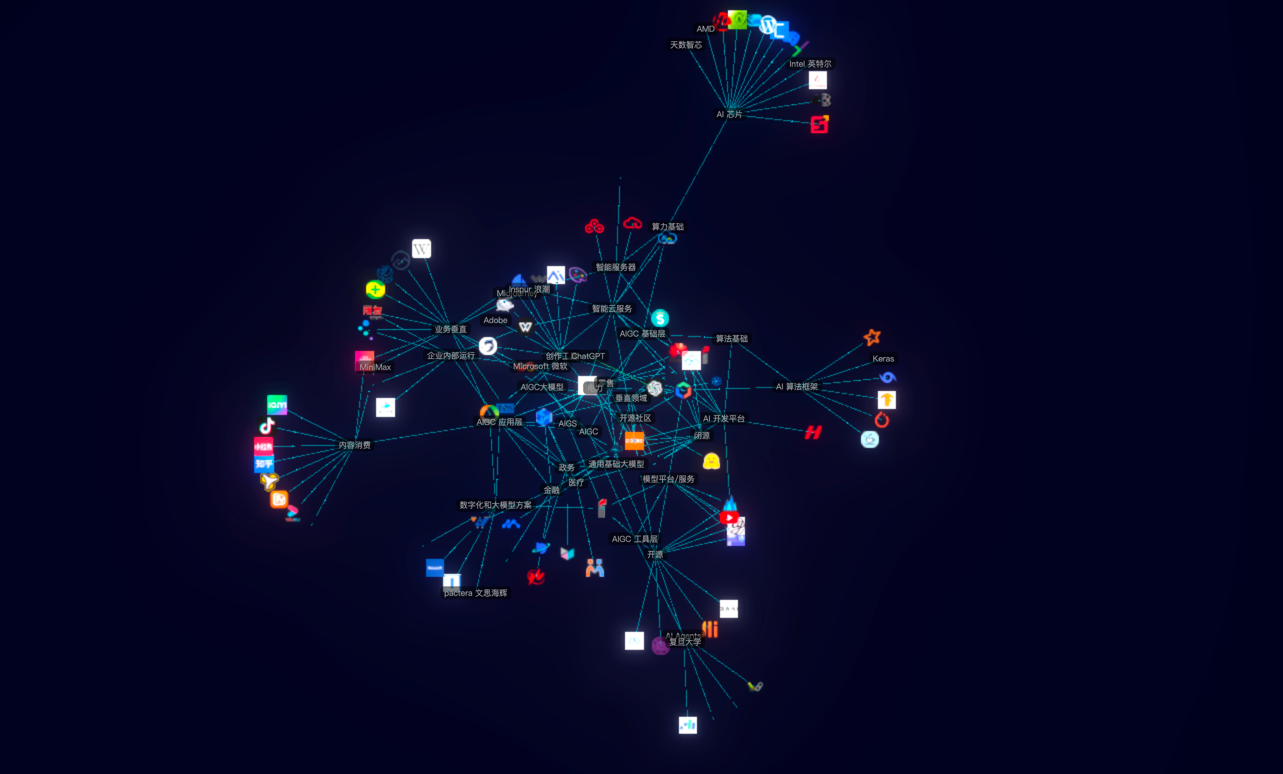 AMD
天数智芯
Intel 英特尔
AI 芯片
算力基础
智能服务器
Inspur 浪潮
智能云服务
Adobe
业务垂直
AIGC 基础层
算法基础
企业内部运行
创作工具
ChatGPT
Microsoft 微软
Keras
MiniMax
AIGC大模型
零售
AI 算法框架
垂直领域
AIGC 应用层
AIGS
开源社区
AI 开发平台
AIGC
闭源
内容消费
知乎
小红书
政务
通用基础大模型
医疗
模型平台/服务
金融
数字化和大模型方案
AIGC 工具层
开源
pactera 文思海辉
AI Agents
复旦大学